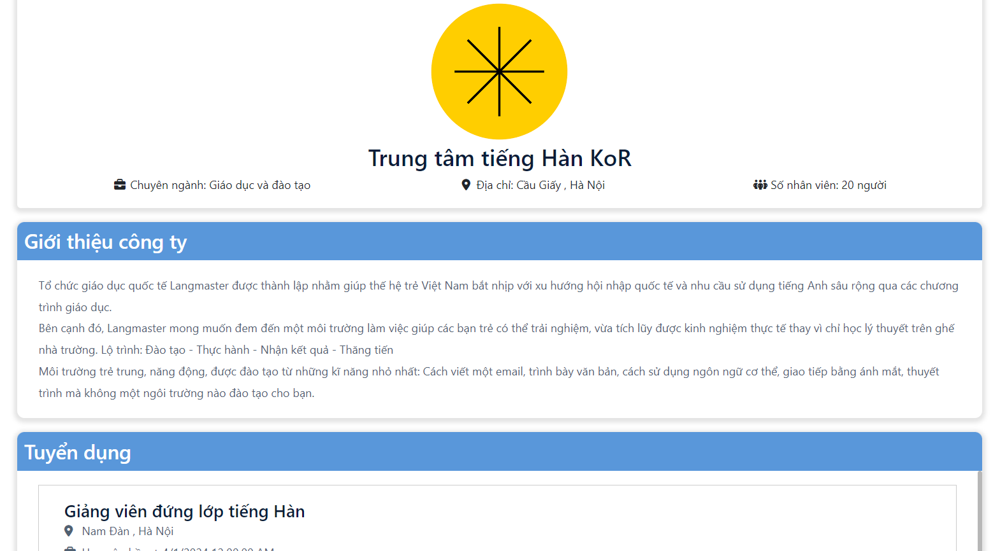 Trung tâm tiếng Hàn KoR
Chuyên ngành: Giáo dục và đào tạo
Địa chỉ: Cầu Giấy , Hà Nội
Số nhân viên: 20 người
Giới thiệu công ty
Tổ chức giáo dục quốc tế Langmaster được thành lập nhằm giúp thế hệ trẻ Việt Nam bắt nhịp với xu hướng hội nhập quốc tế và nhu cầu sử dụng tiếng Anh sâu rộng qua các chương
trình giáo dục.
Bên cạnh đó, Langmaster mong muốn đem đến một môi trường làm việc giúp các bạn trẻ có thể trải nghiệm, vừa tích lũy được kinh nghiệm thực tế thay vì chỉ học lý thuyết trên ghế
nhà trường. Lộ trình: Đào tạo - Thực hành - Nhận kết quả - Thăng tiến
Môi trường trẻ trung, năng động, được đào tạo từ những kĩ năng nhỏ nhất: Cách viết một email, trình bày văn bản, cách sử dụng ngôn ngữ cơ thể, giao tiếp bằng ánh mắt, thuyết
trình mà không một ngôi trường nào đào tạo cho bạn.
Tuyển dụng
Giảng viên đứng lớp tiếng Hàn
Nam Đàn , Hà Nội
4/1/2024 12:00:00 AM